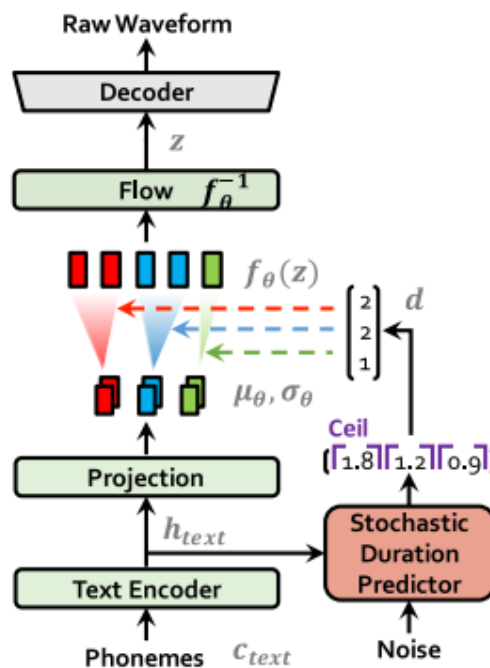 Raw Waveform
Decoder
z
Flow f_θ^{-1}
f_θ(z)
d
2
2
1
μ_θ, σ_θ
Ceil
(⌈1.8⌉⌈1.2⌉⌈0.9⌉
Projection
h_text
Stochastic
Duration
Predictor
Text Encoder
Phonemes c_text
Noise